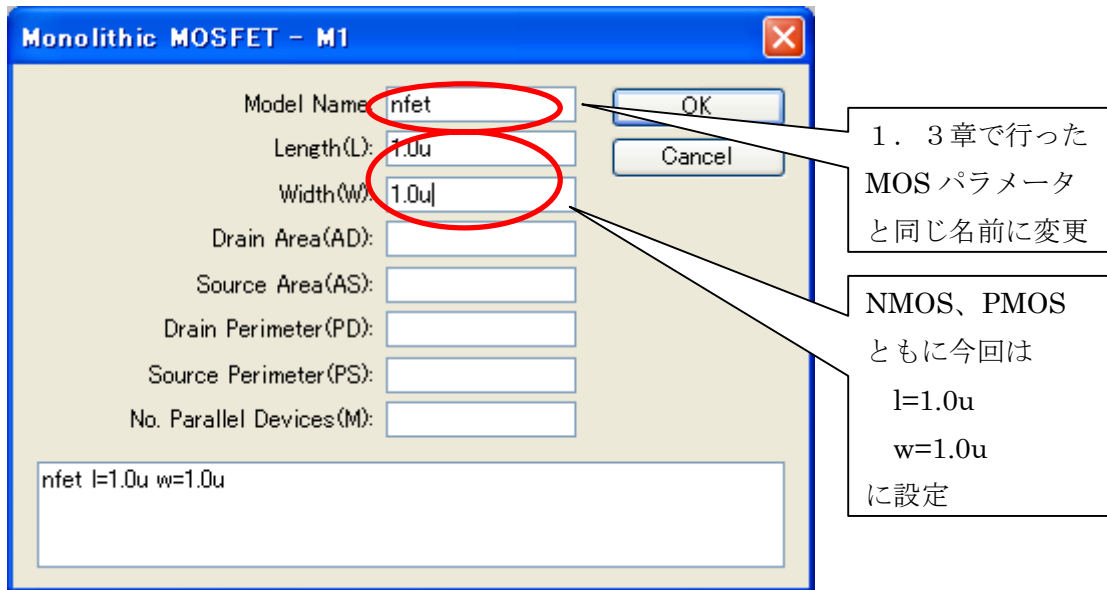 Monolithic MOSFET - M1
Model Name: nfet
OK
Length(L): 1.0u
Cancel
Width(W): 1.0u
Drain Area(AD):
Source Area(AS):
Drain Perimeter(PD):
Source Perimeter(PS):
No. Parallel Devices(M):
nfet l=1.0u w=1.0u
１．３章で行った
MOS パラメータ
と同じ名前に変更
NMOS、PMOS
ともに今回は
l=1.0u
w=1.0u
に設定